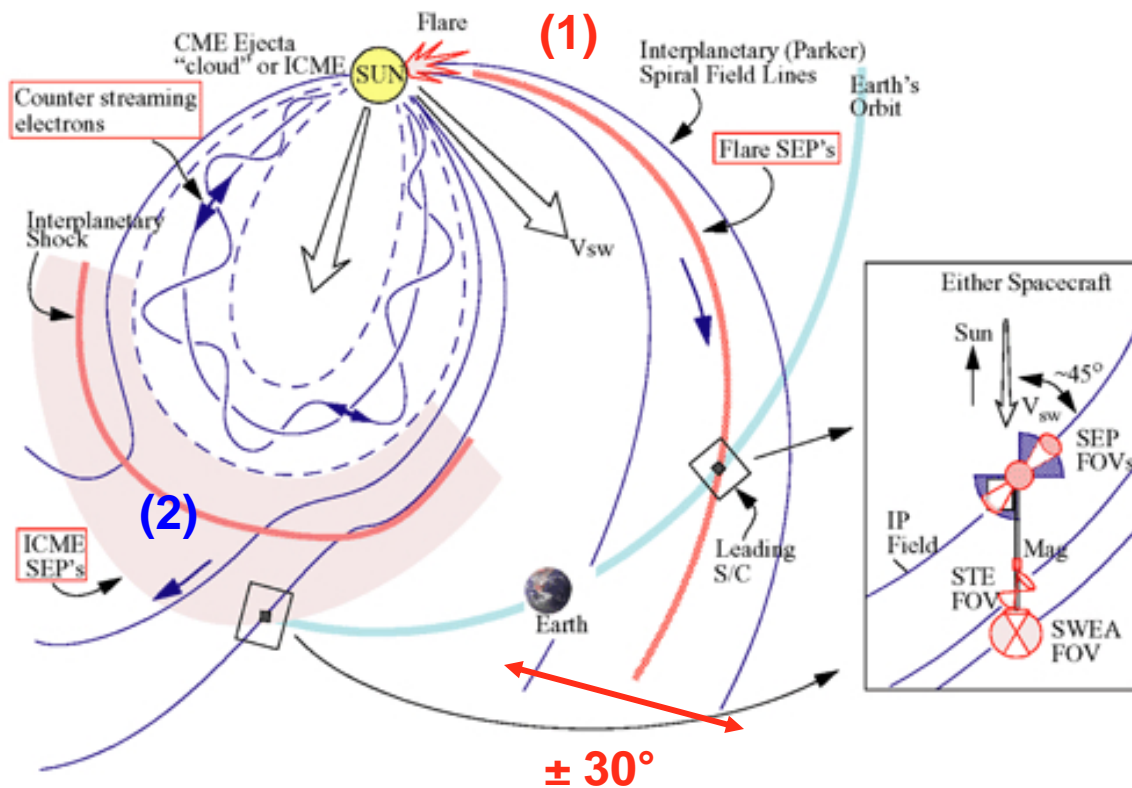 Flare
(1)
CME Ejecta
"cloud" or ICME
SUN
Interplanetary (Parker)
Spiral Field Lines
Earth's
Orbit
Counter streaming
electrons
Flare SEP's
Interplanetary
Shock
Vsw
(2)
ICME
SEP's
Leading
S/C
Earth
± 30°
Either Spacecraft
Sun
~45°
Vsw
SEP
FOVs
IP
Field
Mag
STE
FOV
SWEA
FOV